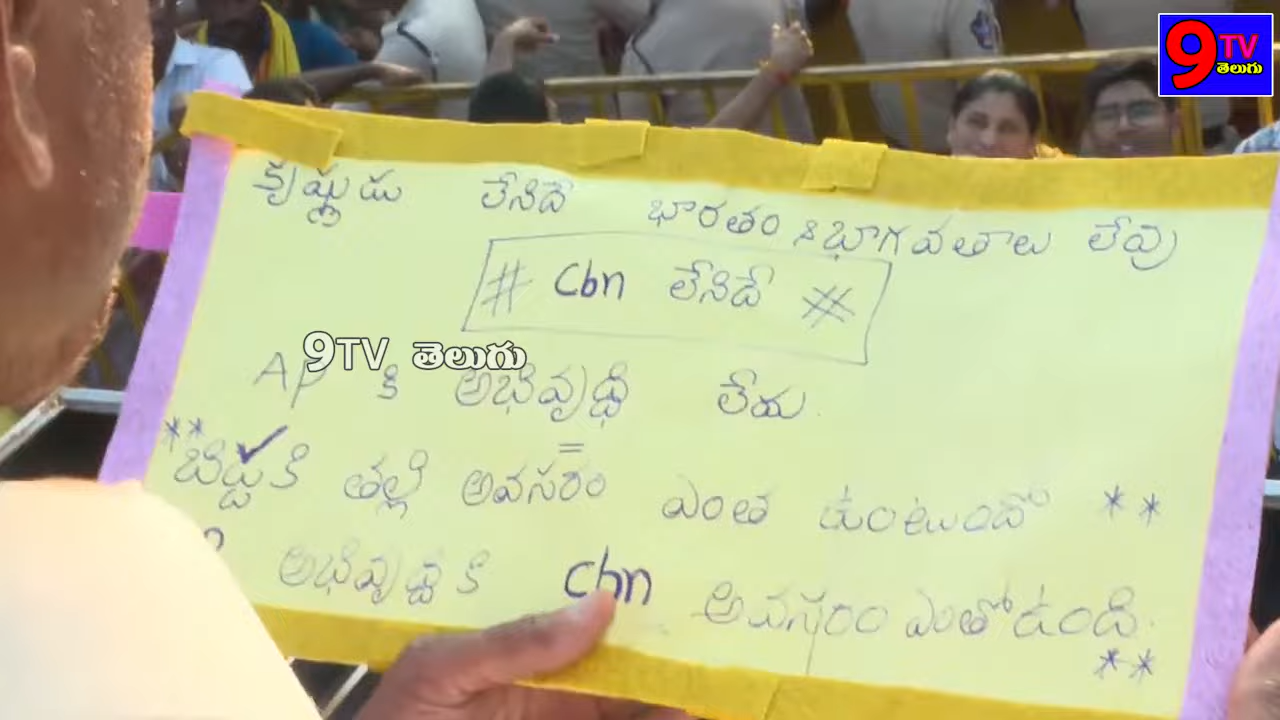 9TV తెలుగు
కృష్ణుడు లేనిదే భారతం & భాగవతాలు లేవు
# Cbn లేనిదే #
9TV తెలుగు
AP కి అభివృద్ధి లేదు.
** బిడ్డకి తల్లి అవసరం ఎంత ఉంటుందో **
అభివృద్ధికి Cbn అవసరం ఎంతో ఉంది.
**